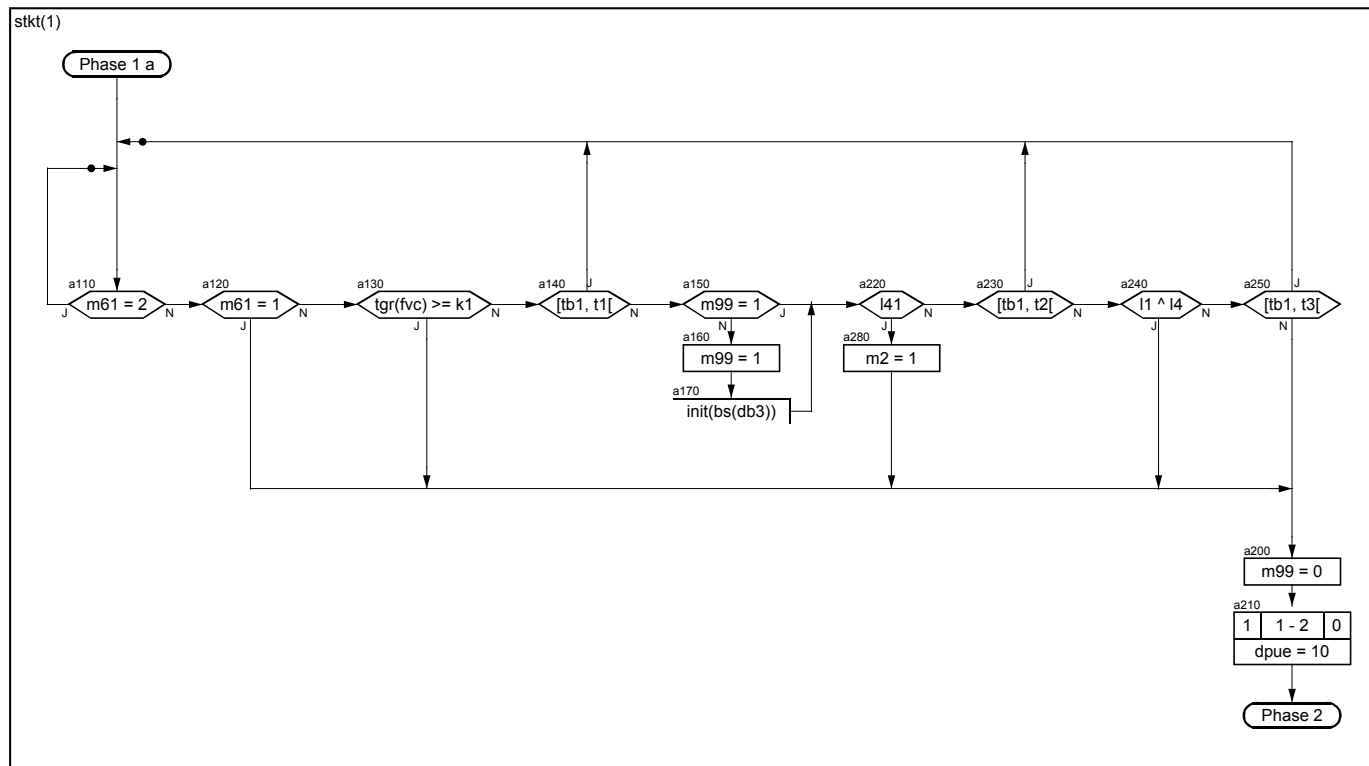 stkt(1)
Phase 1 a
a110
m61 = 2
J
N
a120
m61 = 1
N
J
a130
tgr(fvc) >= k1
N
J
a140
J
[tb1, t1[
N
a150
m99 = 1
J
N
a160
m99 = 1
a170
init(bs(db3))
a220
l41
N
J
a280
m2 = 1
a230
J
[tb1, t2[
N
a240
l1 ^ l4
N
J
a250
J
[tb1, t3[
N
a200
m99 = 0
a210
1 1 - 2 0
dpue = 10
Phase 2